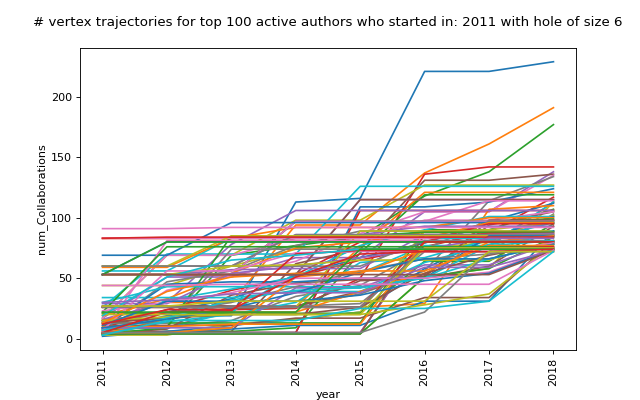 # vertex trajectories for top 100 active authors who started in: 2011 with hole of size 6
num_Collaborations
200
150
100
50
0
2011 2012 2013 2014 2015 2016 2017 2018
year